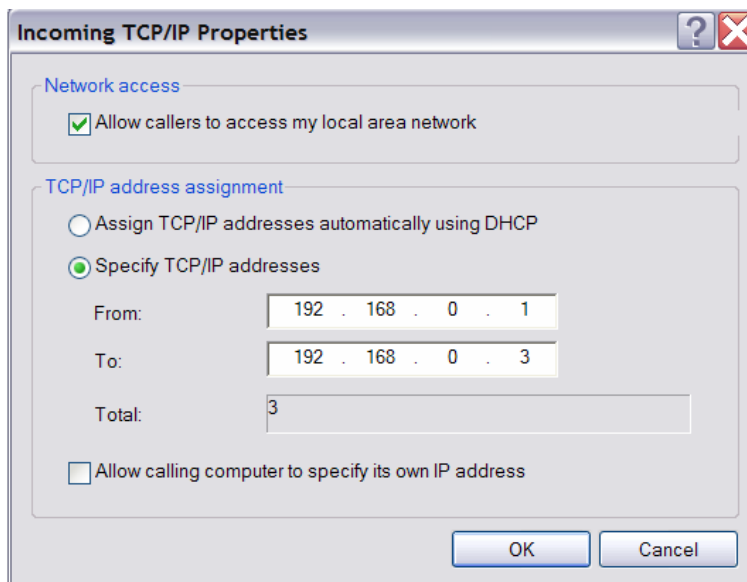 Incoming TCP/IP Properties
Network access
Allow callers to access my local area network
TCP/IP address assignment
Assign TCP/IP addresses automatically using DHCP
Specify TCP/IP addresses
From: 192 . 168 . 0 . 1
To: 192 . 168 . 0 . 3
Total: 3
Allow calling computer to specify its own IP address
OK Cancel